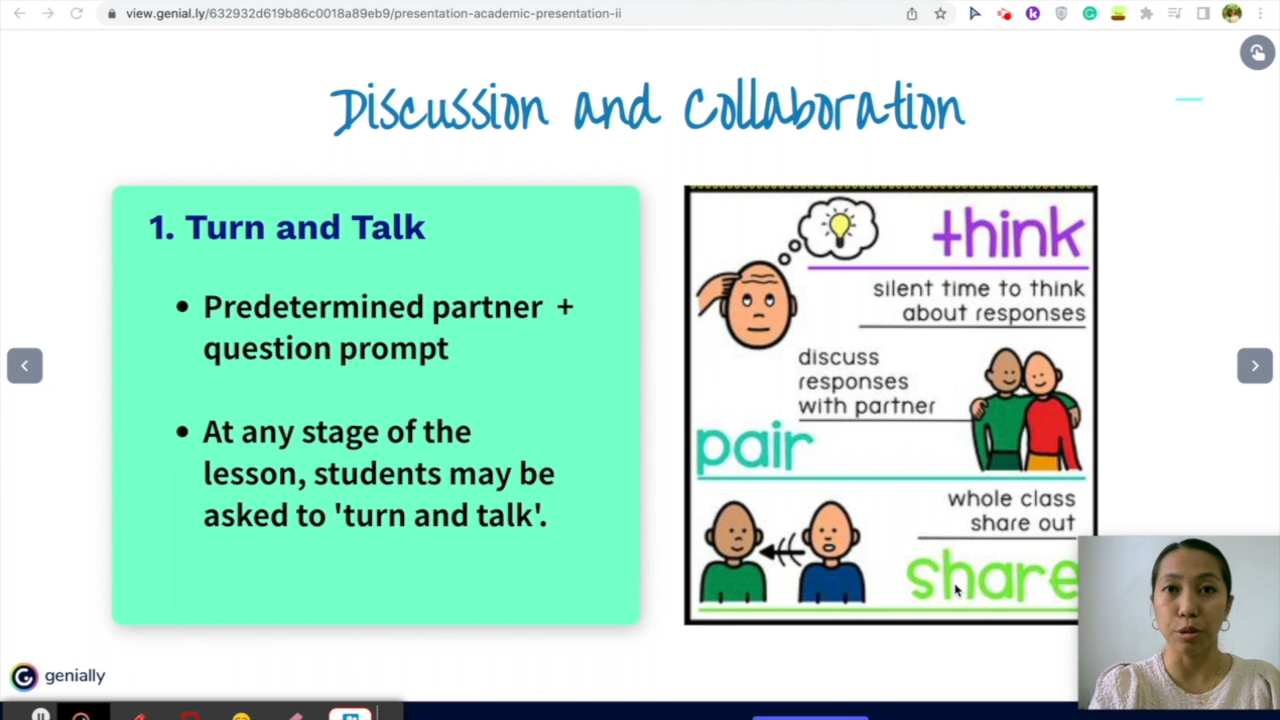 view.genial.ly/632932d619b86c0018a89eb9/presentation-academic-presentation-ii
Discussion and Collaboration
1. Turn and Talk
• Predetermined partner +
question prompt
• At any stage of the
lesson, students may be
asked to 'turn and talk'.
think
silent time to think
about responses
discuss
responses
with partner
pair
whole class
share out
share
genially